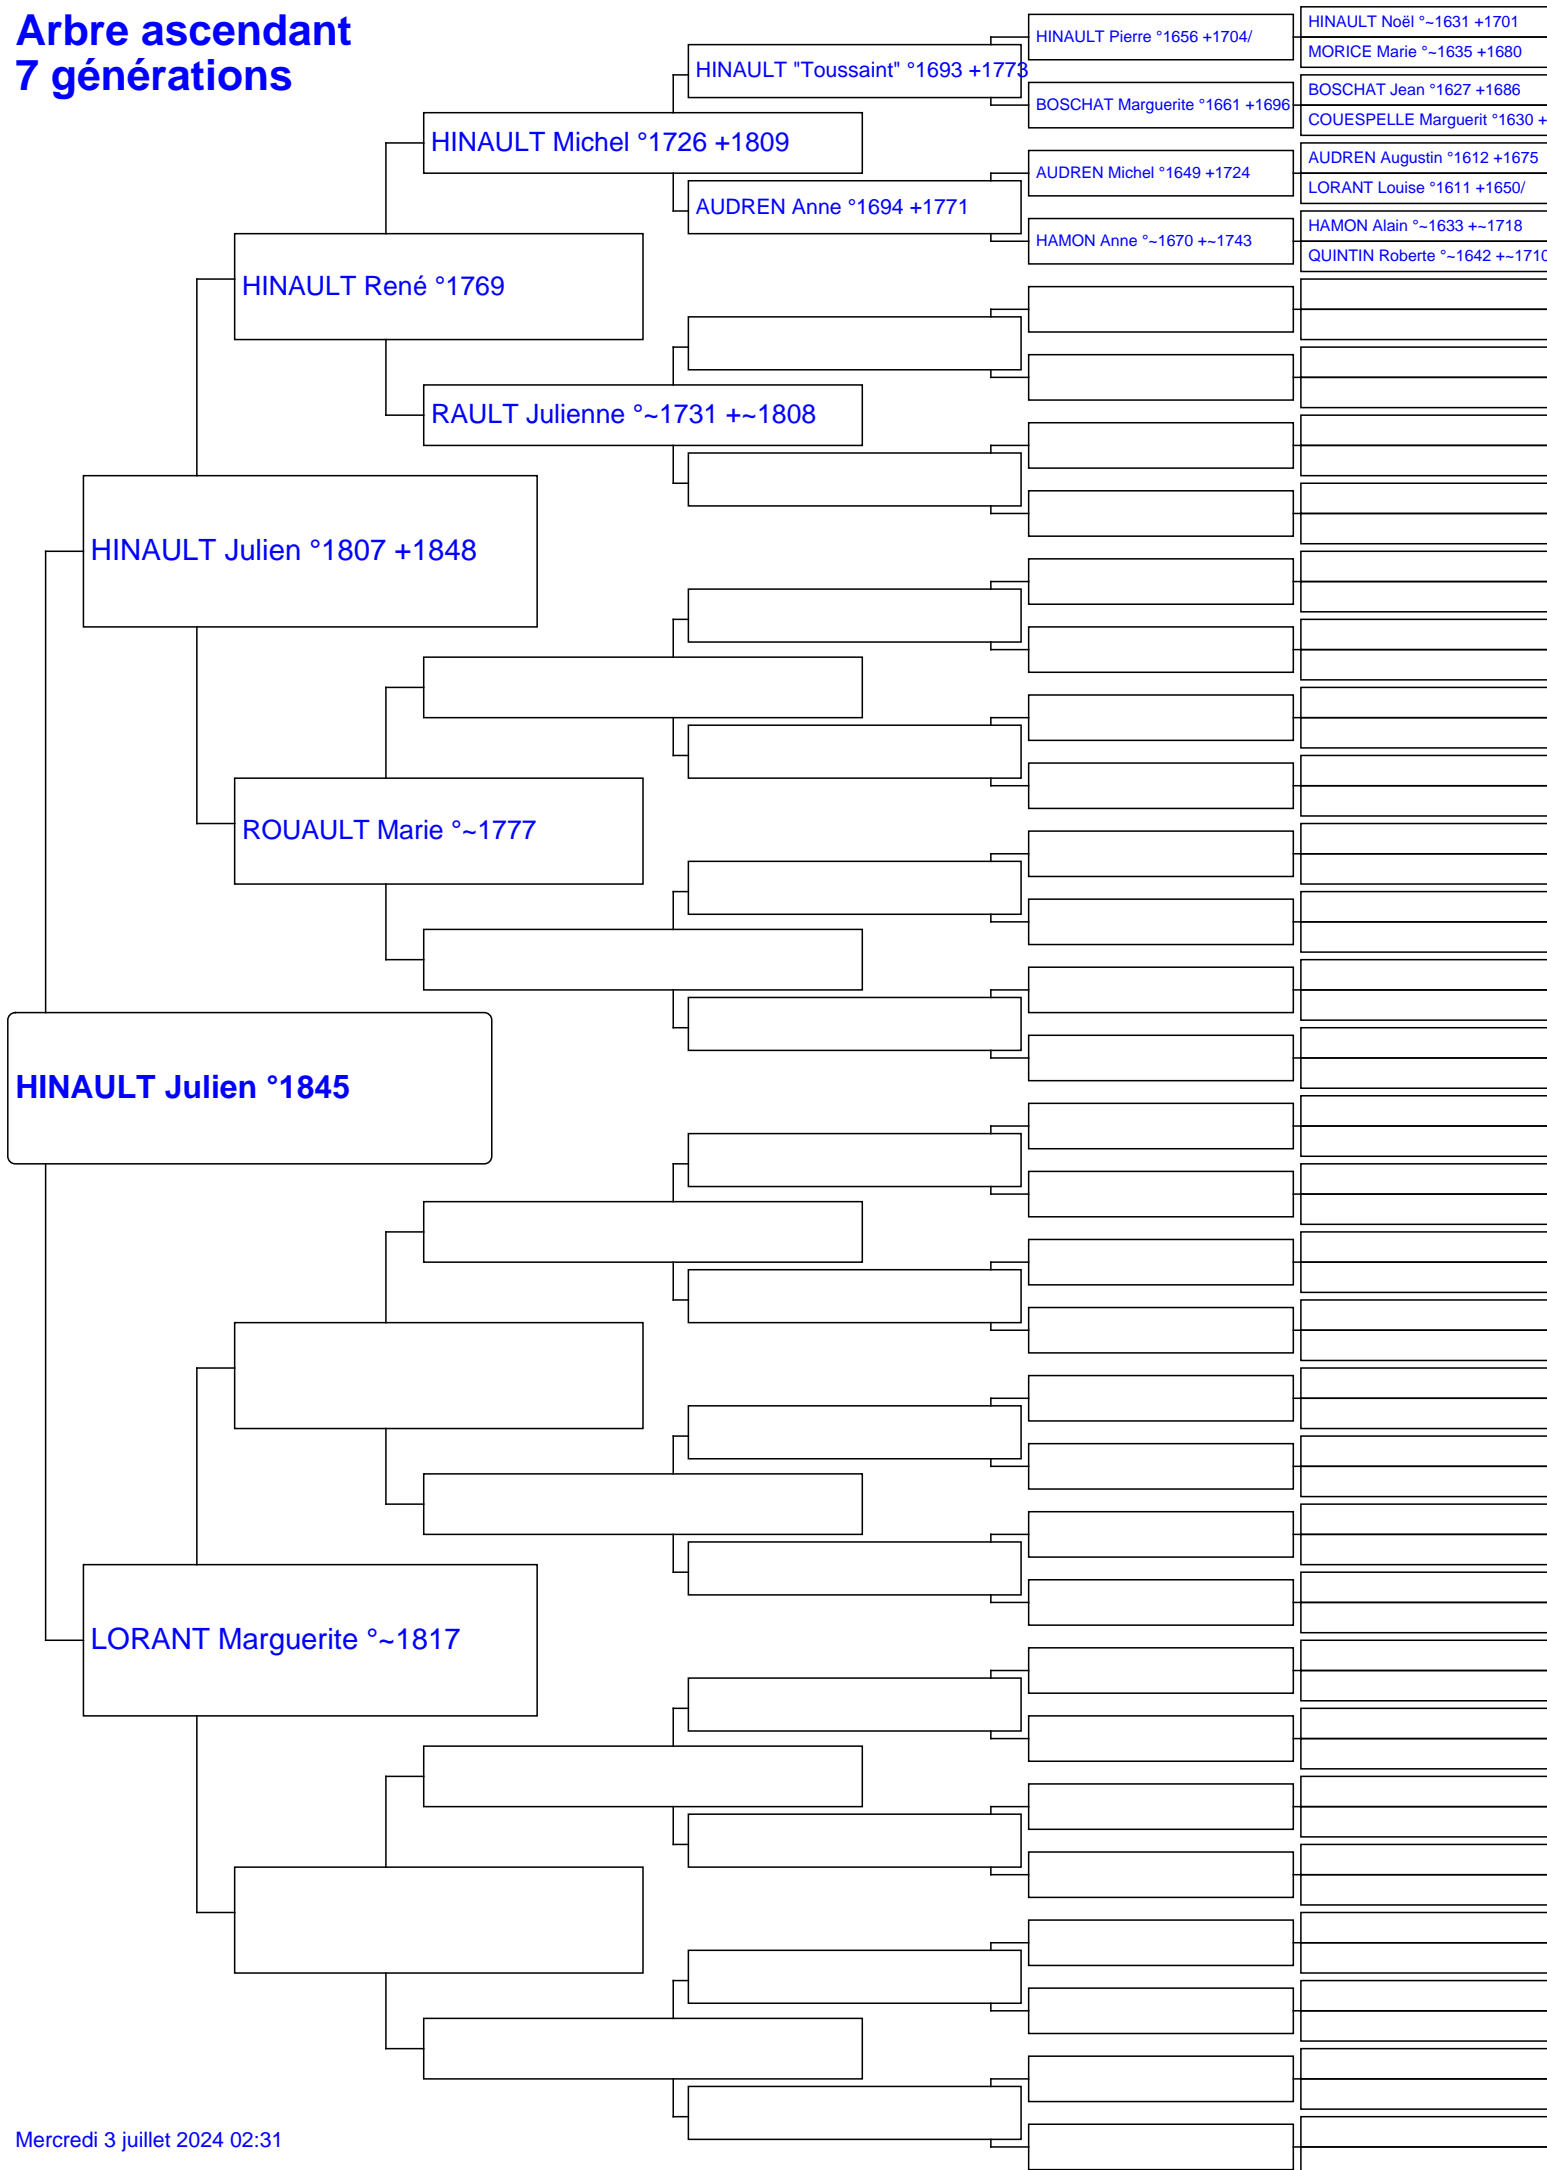 Arbre ascendant
7 générations
HINAULT Noël °~1631 +1701
HINAULT Pierre °1656 +1704/
MORICE Marie °~1635 +1680
HINAULT "Toussaint" °1693 +1773
BOSCHAT Jean °1627 +1686
BOSCHAT Marguerite °1661 +1696
COUESPELLE Marguerit °1630 +
HINAULT Michel °1726 +1809
AUDREN Augustin °1612 +1675
AUDREN Michel °1649 +1724
LORANT Louise °1611 +1650/
AUDREN Anne °1694 +1771
HAMON Alain °~1633 +~1718
HAMON Anne °~1670 +~1743
QUINTIN Roberte °~1642 +~1710
HINAULT René °1769
RAULT Julienne °~1731 +~1808
HINAULT Julien °1807 +1848
ROUAULT Marie °~1777
HINAULT Julien °1845
LORANT Marguerite °~1817
Mercredi 3 juillet 2024 02:31